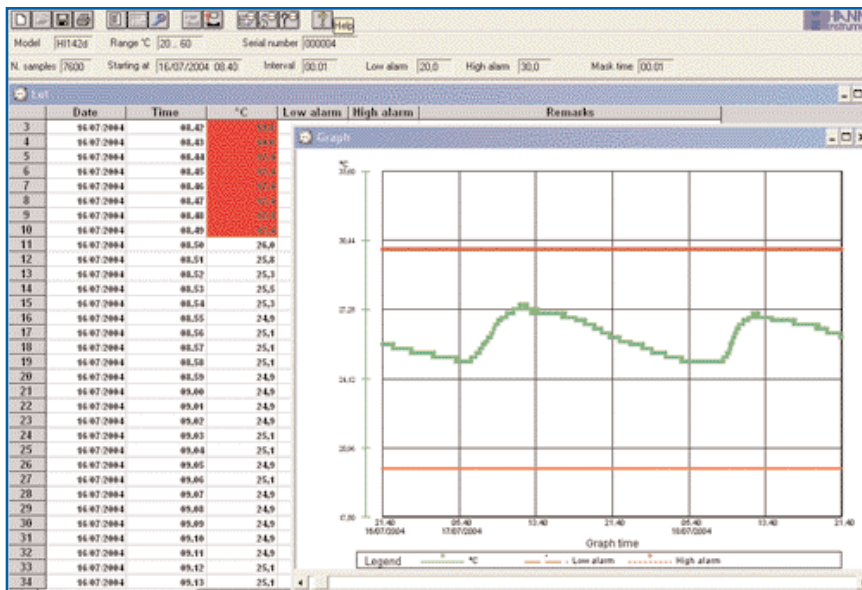 Help
HANN
instrume
Model HI142d Range °C 20 .. 60 Serial number 000004
N. samples 7600 Starting at 16/07/2004 08.40 Interval 00.01 Low alarm 20,0 High alarm 30,0 Mask time 00.01
Lot
Date Time °C Low alarm High alarm Remarks
3 16/07/2004 08.42
4 16/07/2004 08.43
5 16/07/2004 08.44
6 16/07/2004 08.45
7 16/07/2004 08.46
8 16/07/2004 08.47
9 16/07/2004 08.48
10 16/07/2004 08.49
11 16/07/2004 08.50 26,0
12 16/07/2004 08.51 25,8
13 16/07/2004 08.52 25,3
14 16/07/2004 08.53 25,5
15 16/07/2004 08.54 25,3
16 16/07/2004 08.55 24,9
17 16/07/2004 08.56 25,1
18 16/07/2004 08.57 25,1
19 16/07/2004 08.58 25,1
20 16/07/2004 08.59 24,9
21 16/07/2004 09.00 24,9
22 16/07/2004 09.01 24,9
23 16/07/2004 09.02 24,9
24 16/07/2004 09.03 25,1
25 16/07/2004 09.04 25,1
26 16/07/2004 09.05 24,9
27 16/07/2004 09.06 25,1
28 16/07/2004 09.07 24,9
29 16/07/2004 09.08 24,9
30 16/07/2004 09.09 24,9
31 16/07/2004 09.10 24,9
32 16/07/2004 09.11 24,9
33 16/07/2004 09.12 25,1
34 16/07/2004 09.13 25,1
Graph
°C
21.40 05.40 13.40 21.40 05.40 13.40 21.40
16/07/2004 17/07/2004 18/07/2004
Graph time
Legend °C Low alarm High alarm